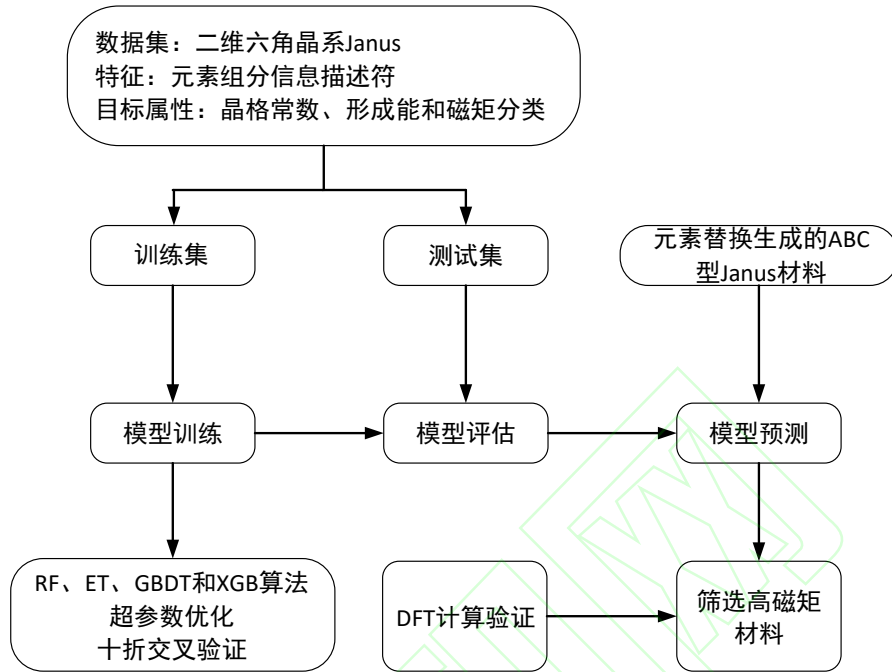 数据集：二维六角晶系Janus
特征：元素组分信息描述符
目标属性：晶格常数、形成能和磁矩分类
训练集
测试集
元素替换生成的ABC
型Janus材料
模型训练
模型评估
模型预测
RF、ET、GBDT和XGB算法
超参数优化
十折交叉验证
DFT计算验证
筛选高磁矩
材料